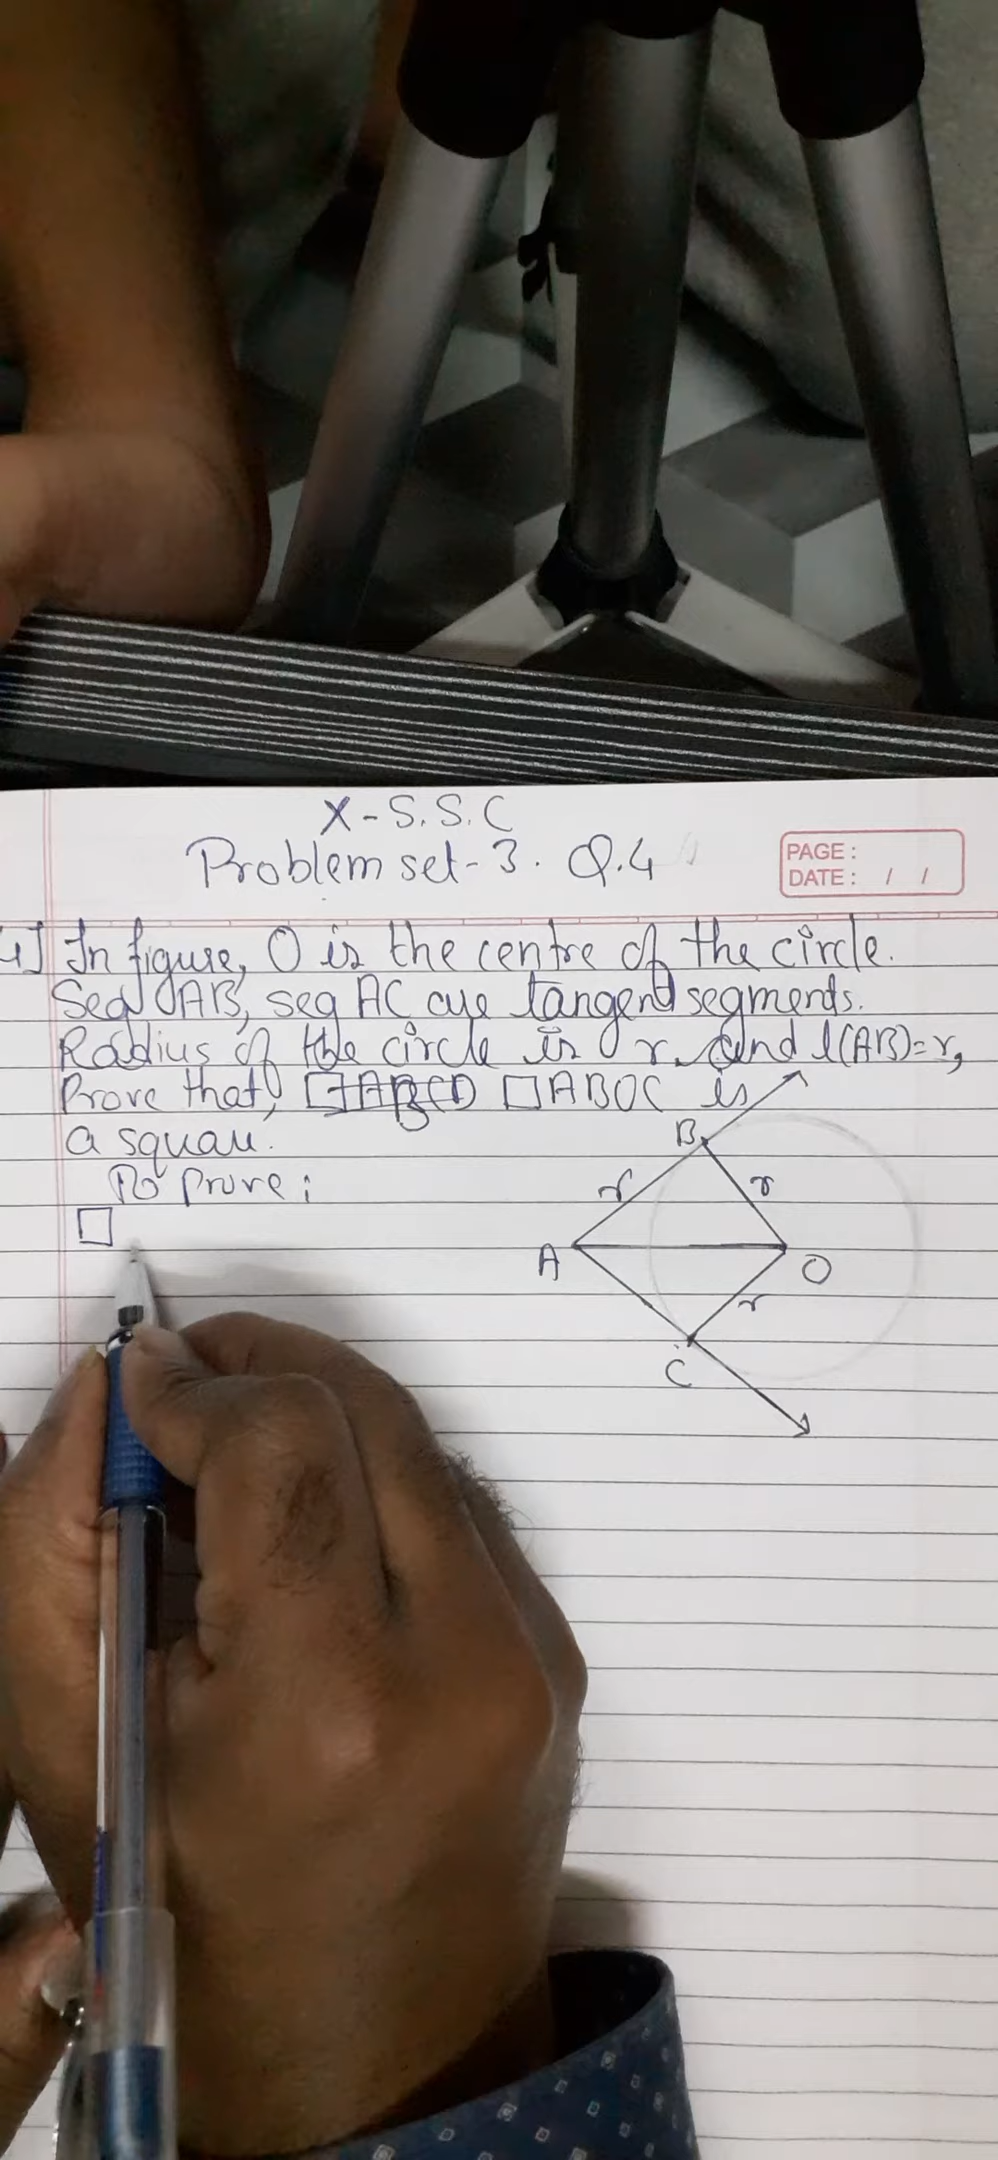 X - S.S.C
Problem set - 3. Q.4
PAGE :
DATE : / /
4] In figure, O is the centre of the circle.
Seg AB, seg AC are tangent segments.
Radius of the circle is r and l(AB)=r,
Prove that, □ABCD □ABOC is
a square.
To Prove :
□
B
r
r
A
O
r
C